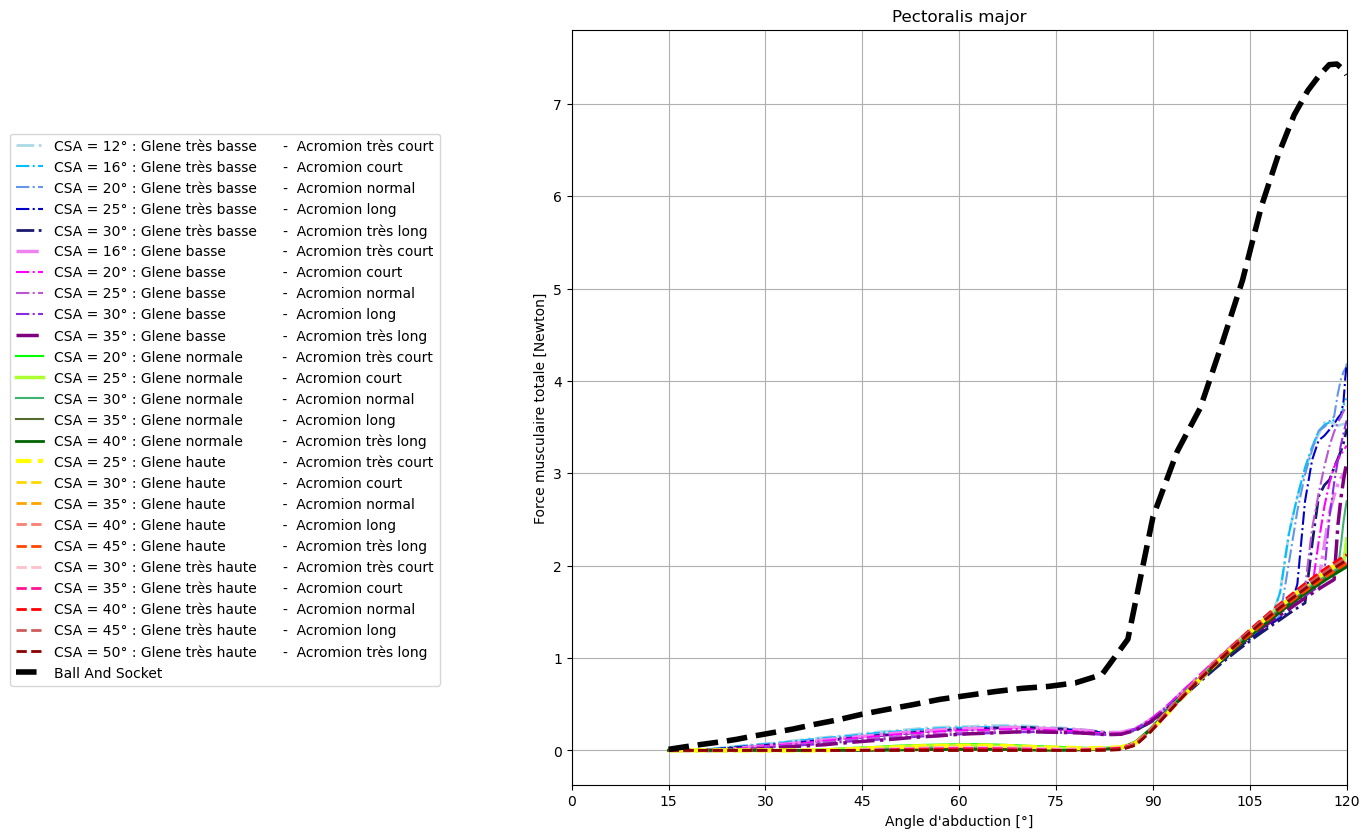 Pectoralis major
CSA = 12° : Glene très basse - Acromion très court
CSA = 16° : Glene très basse - Acromion court
CSA = 20° : Glene très basse - Acromion normal
CSA = 25° : Glene très basse - Acromion long
CSA = 30° : Glene très basse - Acromion très long
CSA = 16° : Glene basse - Acromion très court
CSA = 20° : Glene basse - Acromion court
CSA = 25° : Glene basse - Acromion normal
CSA = 30° : Glene basse - Acromion long
CSA = 35° : Glene basse - Acromion très long
CSA = 20° : Glene normale - Acromion très court
CSA = 25° : Glene normale - Acromion court
CSA = 30° : Glene normale - Acromion normal
CSA = 35° : Glene normale - Acromion long
CSA = 40° : Glene normale - Acromion très long
CSA = 25° : Glene haute - Acromion très court
CSA = 30° : Glene haute - Acromion court
CSA = 35° : Glene haute - Acromion normal
CSA = 40° : Glene haute - Acromion long
CSA = 45° : Glene haute - Acromion très long
CSA = 30° : Glene très haute - Acromion très court
CSA = 35° : Glene très haute - Acromion court
CSA = 40° : Glene très haute - Acromion normal
CSA = 45° : Glene très haute - Acromion long
CSA = 50° : Glene très haute - Acromion très long
Ball And Socket
Force musculaire totale [Newton]
7
6
5
4
3
2
1
0
0 15 30 45 60 75 90 105 120
Angle d'abduction [°]